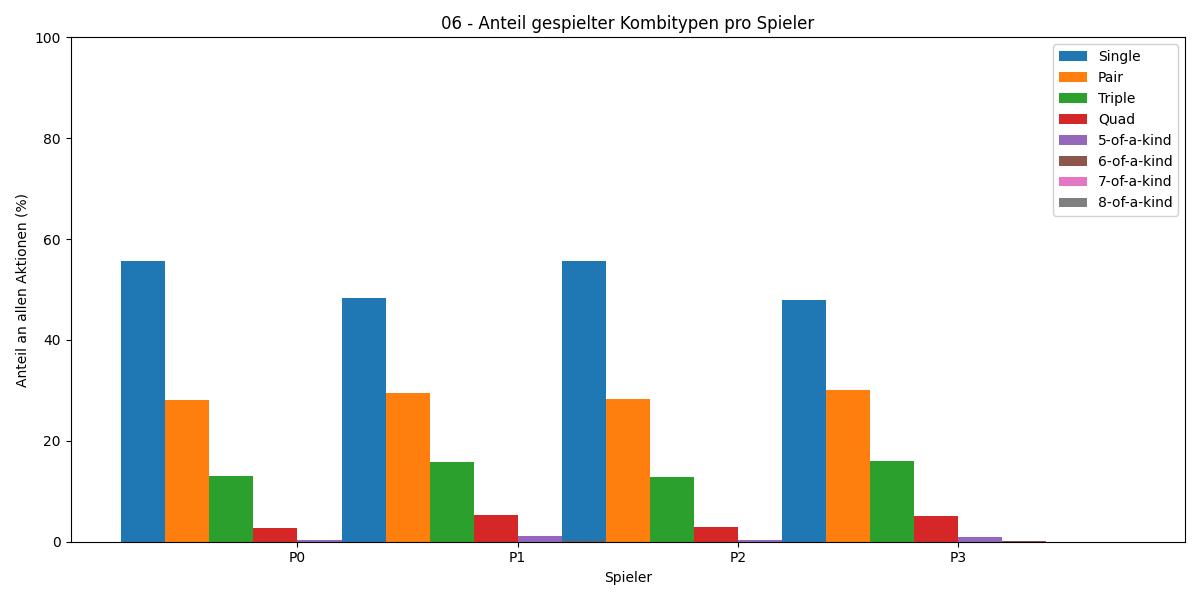 06 - Anteil gespielter Kombitypen pro Spieler
Anteil an allen Aktionen (%)
100
80
60
40
20
0
Single
Pair
Triple
Quad
5-of-a-kind
6-of-a-kind
7-of-a-kind
8-of-a-kind
P0
P1
P2
P3
Spieler